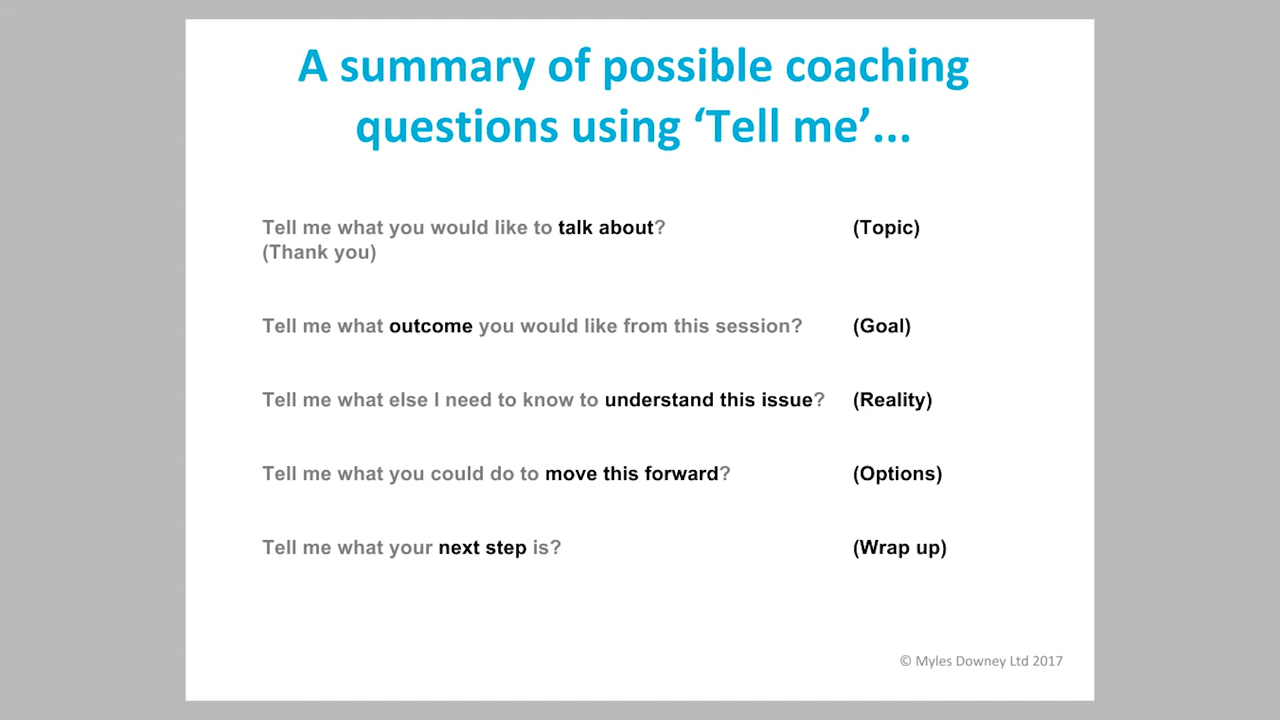 A summary of possible coaching
questions using ‘Tell me’...
Tell me what you would like to talk about? (Topic)
(Thank you)
Tell me what outcome you would like from this session? (Goal)
Tell me what else I need to know to understand this issue? (Reality)
Tell me what you could do to move this forward? (Options)
Tell me what your next step is? (Wrap up)
© Myles Downey Ltd 2017